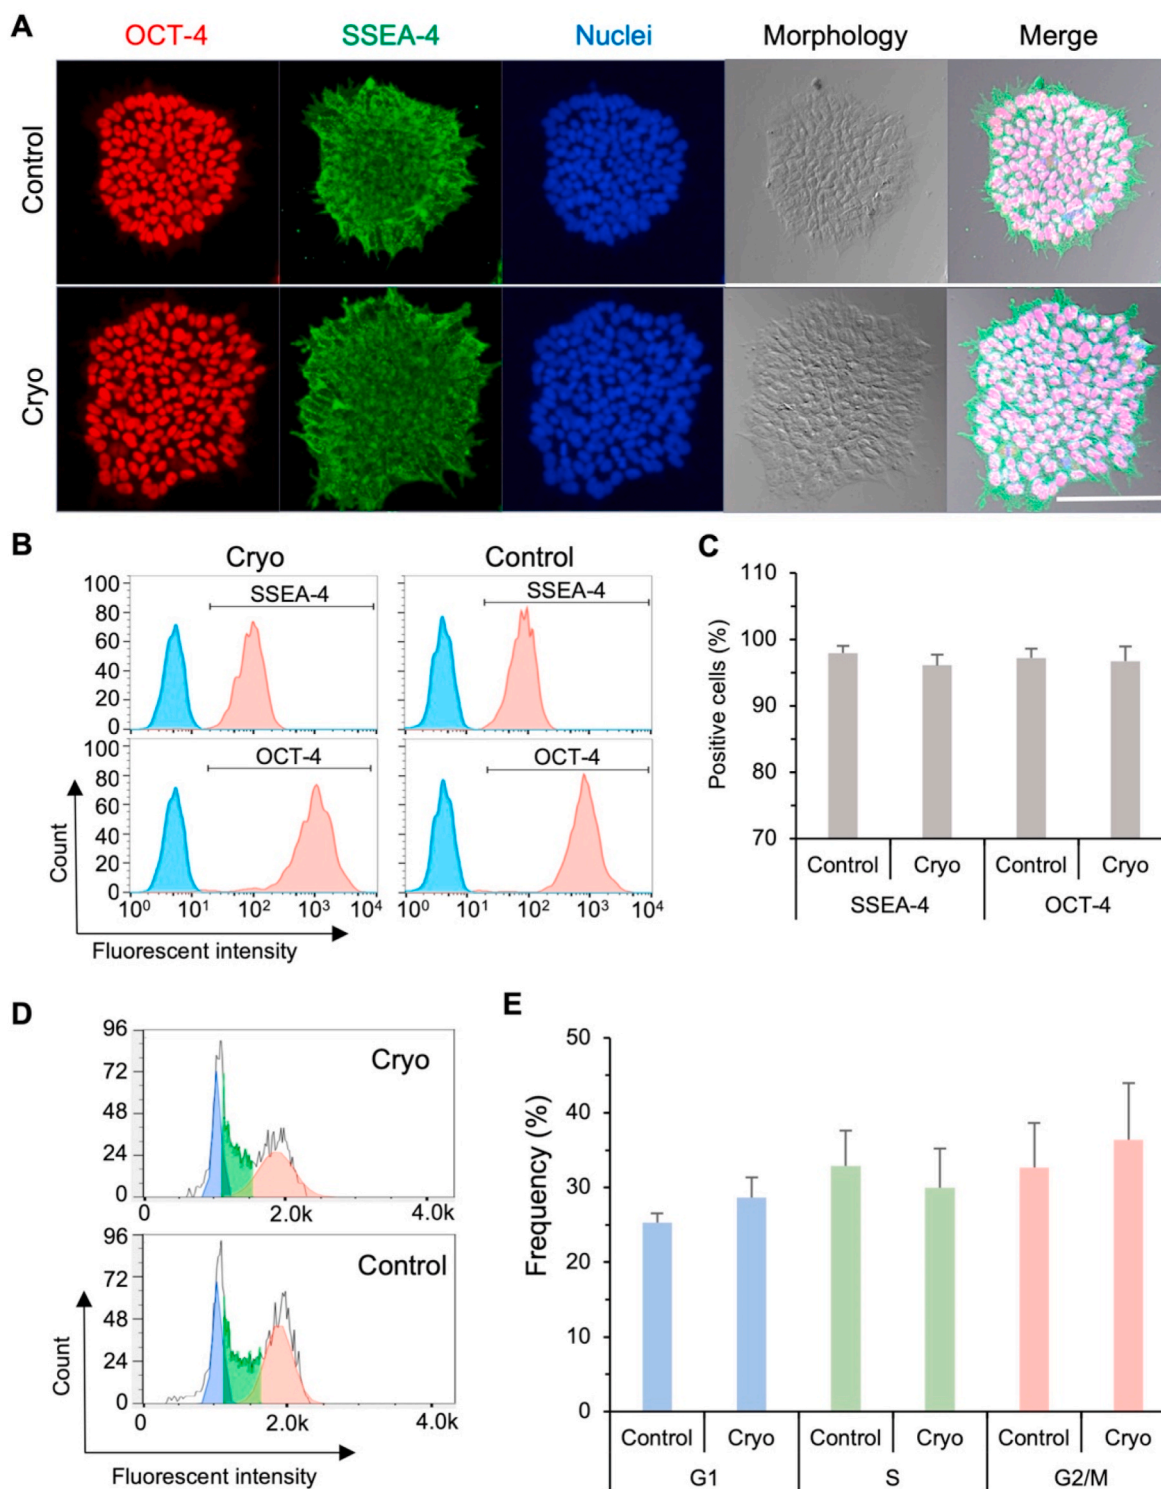 A
OCT-4 SSEA-4 Nuclei Morphology Merge
Control
Cryo
B
Cryo Control
100 SSEA-4 SSEA-4
80
60
40
20
0
100 OCT-4 OCT-4
80
60
40
20
0
10⁰ 10¹ 10² 10³ 10⁴ 10¹ 10² 10³ 10⁴
Count
Fluorescent intensity
C
110
100
90
80
70
Positive cells (%)
Control Cryo Control Cryo
SSEA-4 OCT-4
D
96
72
48
24
0
Cryo
0 2.0k 4.0k
96
72
48
24
0
Control
0 2.0k 4.0k
Count
Fluorescent intensity
E
50
40
30
20
10
0
Frequency (%)
Control Cryo Control Cryo Control Cryo
G1 S G2/M